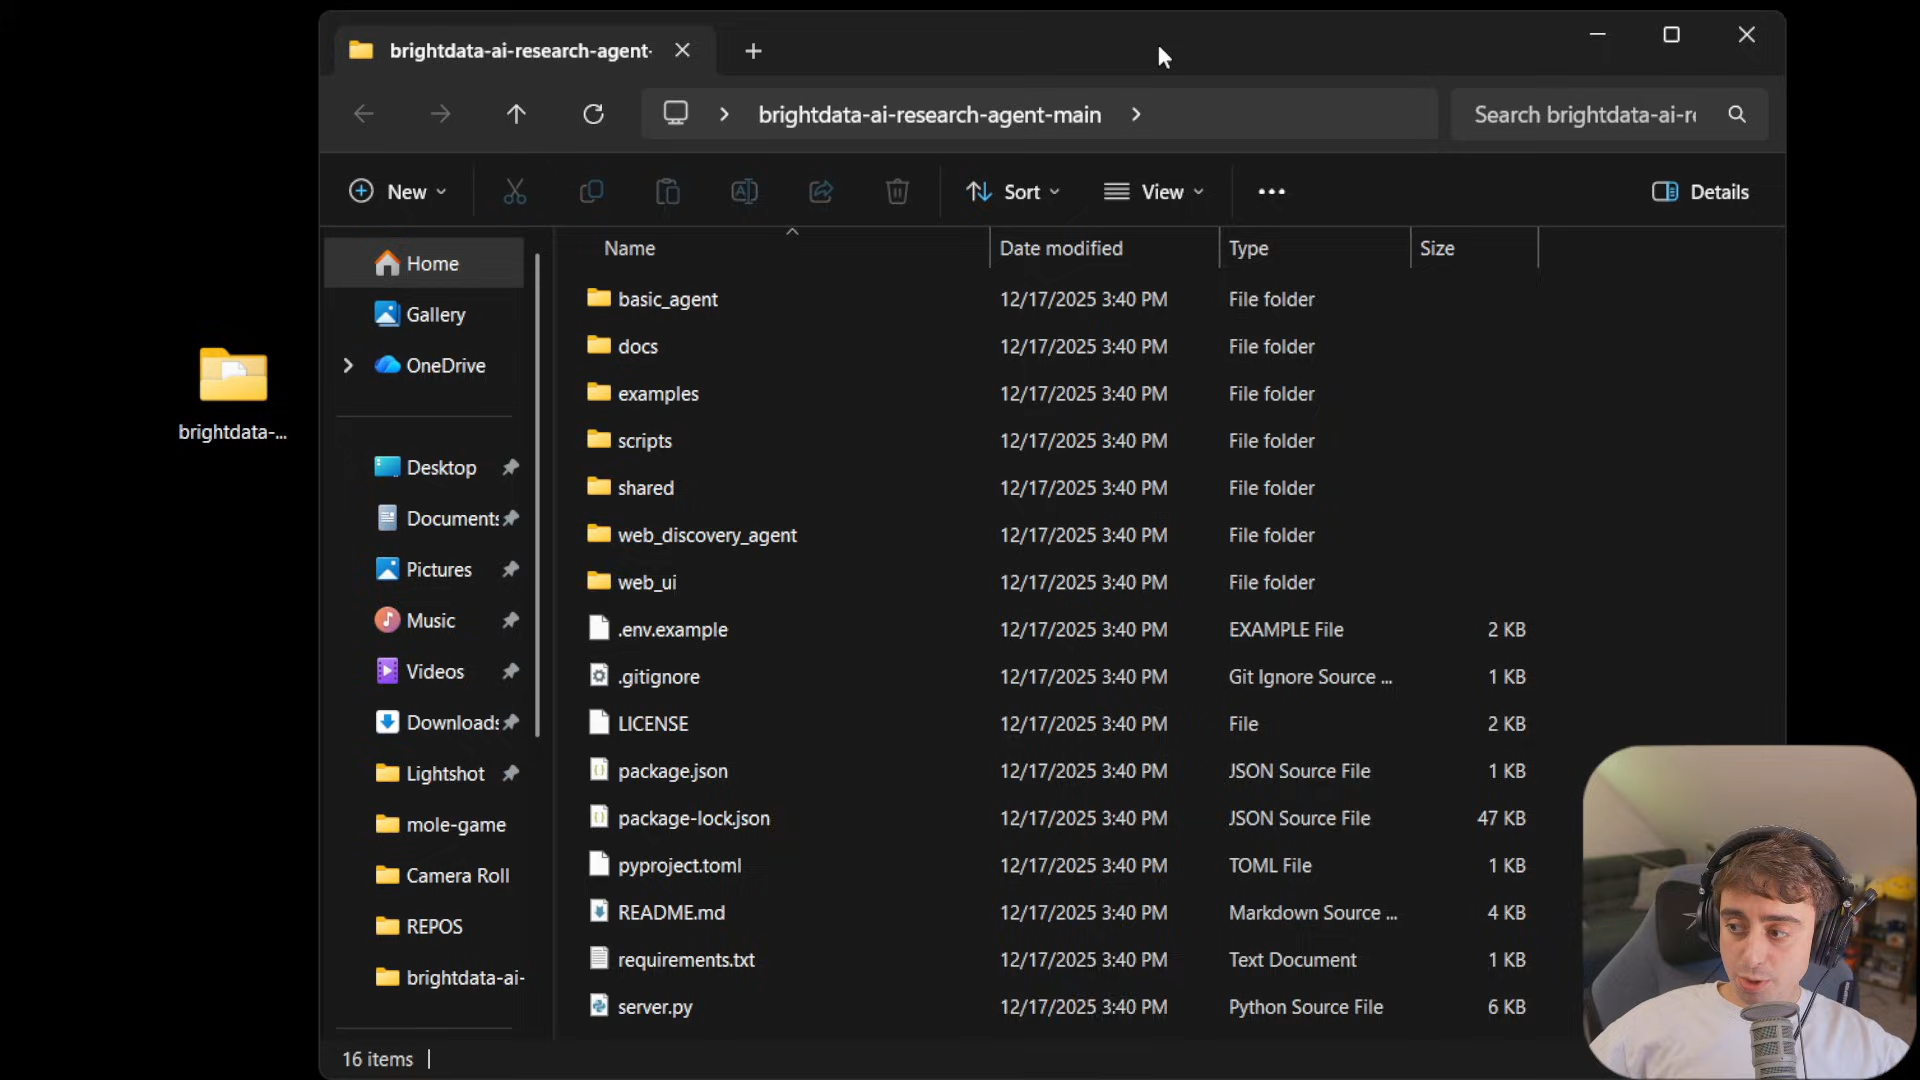 brightdata-ai-research-agent-
brightdata-ai-research-agent-main
Search brightdata-ai-re
New
Sort
View
Details
Name
Date modified
Type
Size
Home
Gallery
OneDrive
Desktop
Documents
Pictures
Music
Videos
Downloads
Lightshot
mole-game
Camera Roll
REPOS
brightdata-ai-
brightdata-...
basic_agent 12/17/2025 3:40 PM File folder
docs 12/17/2025 3:40 PM File folder
examples 12/17/2025 3:40 PM File folder
scripts 12/17/2025 3:40 PM File folder
shared 12/17/2025 3:40 PM File folder
web_discovery_agent 12/17/2025 3:40 PM File folder
web_ui 12/17/2025 3:40 PM File folder
.env.example 12/17/2025 3:40 PM EXAMPLE File 2 KB
.gitignore 12/17/2025 3:40 PM Git Ignore Source ... 1 KB
LICENSE 12/17/2025 3:40 PM File 2 KB
package.json 12/17/2025 3:40 PM JSON Source File 1 KB
package-lock.json 12/17/2025 3:40 PM JSON Source File 47 KB
pyproject.toml 12/17/2025 3:40 PM TOML File 1 KB
README.md 12/17/2025 3:40 PM Markdown Source ... 4 KB
requirements.txt 12/17/2025 3:40 PM Text Document 1 KB
server.py 12/17/2025 3:40 PM Python Source File 6 KB
16 items